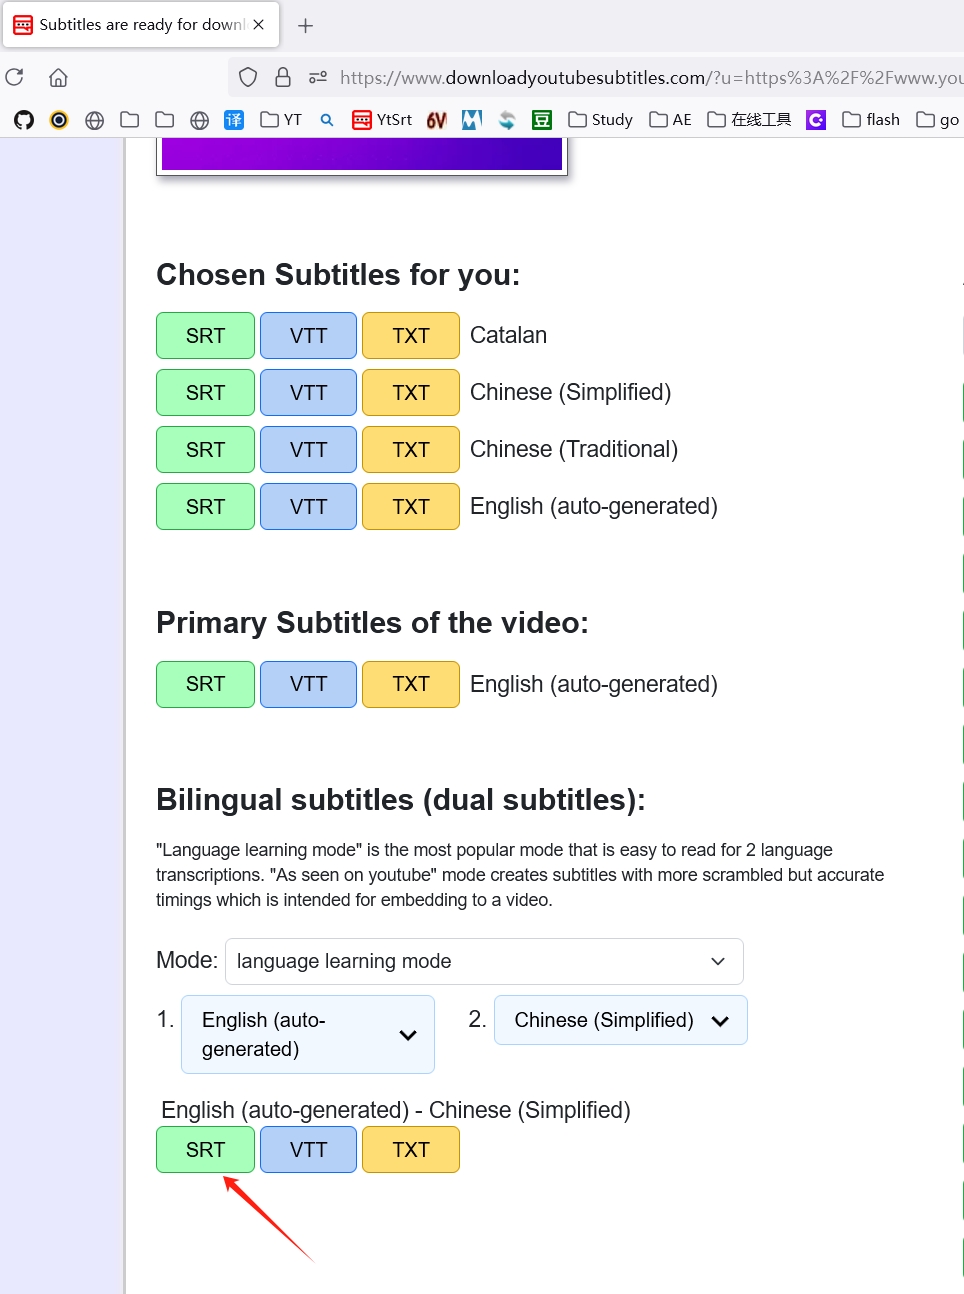 Subtitles are ready for downl
https://www.downloadyoutubesubtitles.com/?u=https%3A%2F%2Fwww.you
译 YT YtSrt 6V 豆 Study AE 在线工具 C flash go
Chosen Subtitles for you:
SRT VTT TXT Catalan
SRT VTT TXT Chinese (Simplified)
SRT VTT TXT Chinese (Traditional)
SRT VTT TXT English (auto-generated)
Primary Subtitles of the video:
SRT VTT TXT English (auto-generated)
Bilingual subtitles (dual subtitles):
"Language learning mode" is the most popular mode that is easy to read for 2 language
transcriptions. "As seen on youtube" mode creates subtitles with more scrambled but accurate
timings which is intended for embedding to a video.
Mode: language learning mode
1. English (auto-
generated)
2. Chinese (Simplified)
English (auto-generated) - Chinese (Simplified)
SRT VTT TXT